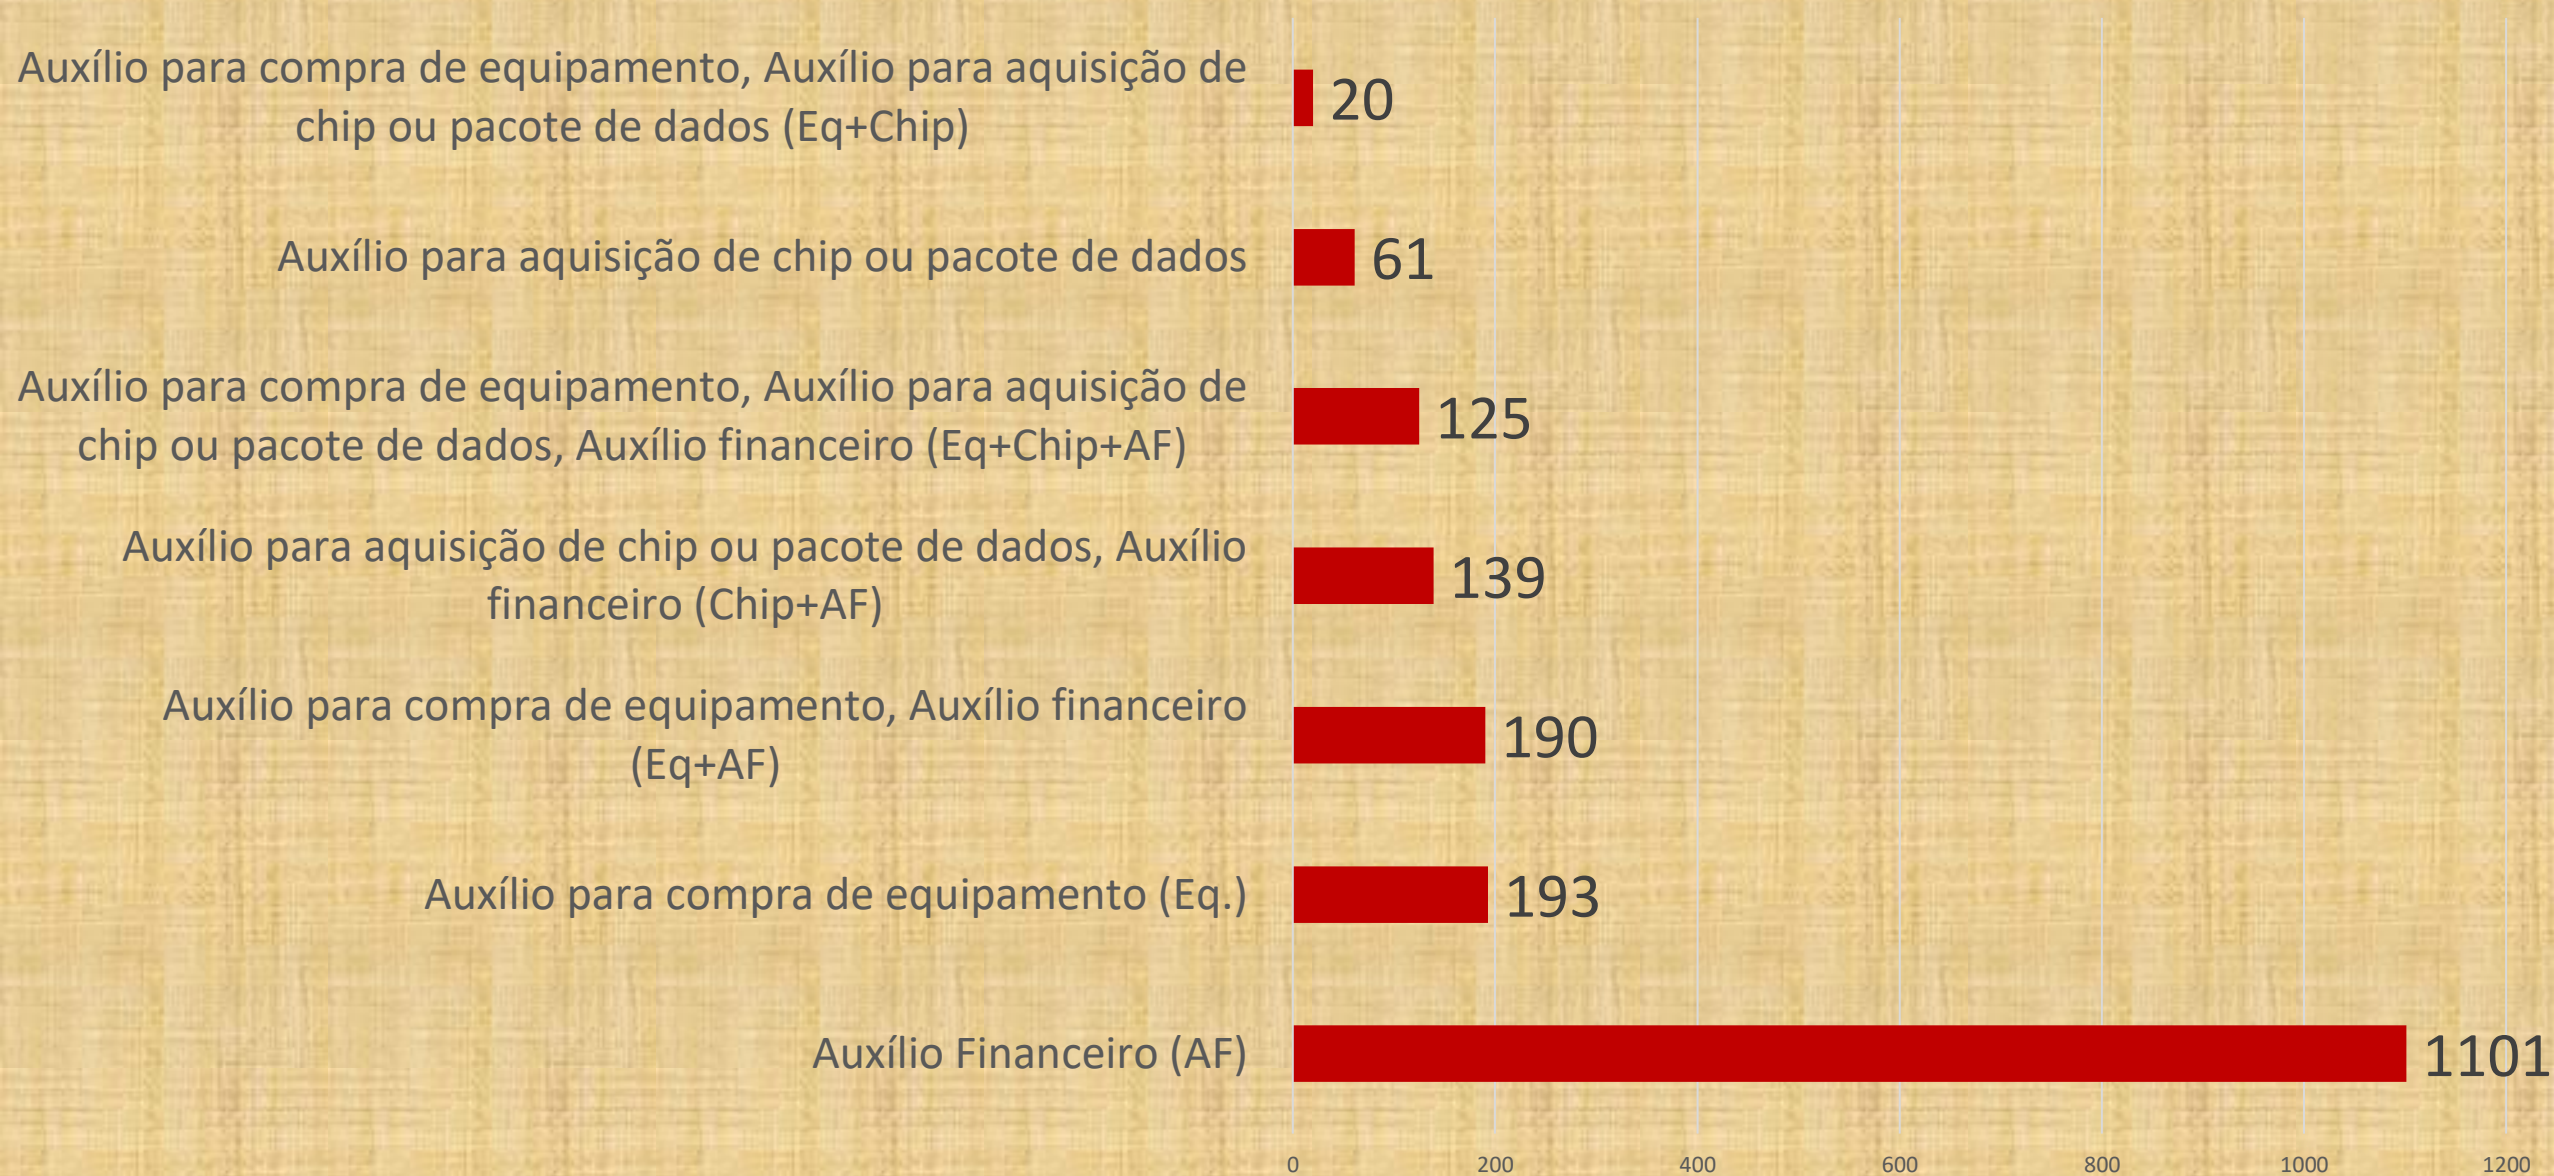 Auxílio para compra de equipamento, Auxílio para aquisição de
chip ou pacote de dados (Eq+Chip)
20
Auxílio para aquisição de chip ou pacote de dados
61
Auxílio para compra de equipamento, Auxílio para aquisição de
chip ou pacote de dados, Auxílio financeiro (Eq+Chip+AF)
125
Auxílio para aquisição de chip ou pacote de dados, Auxílio
financeiro (Chip+AF)
139
Auxílio para compra de equipamento, Auxílio financeiro
(Eq+AF)
190
Auxílio para compra de equipamento (Eq.)
193
Auxílio Financeiro (AF)
1101
0 200 400 600 800 1000 1200